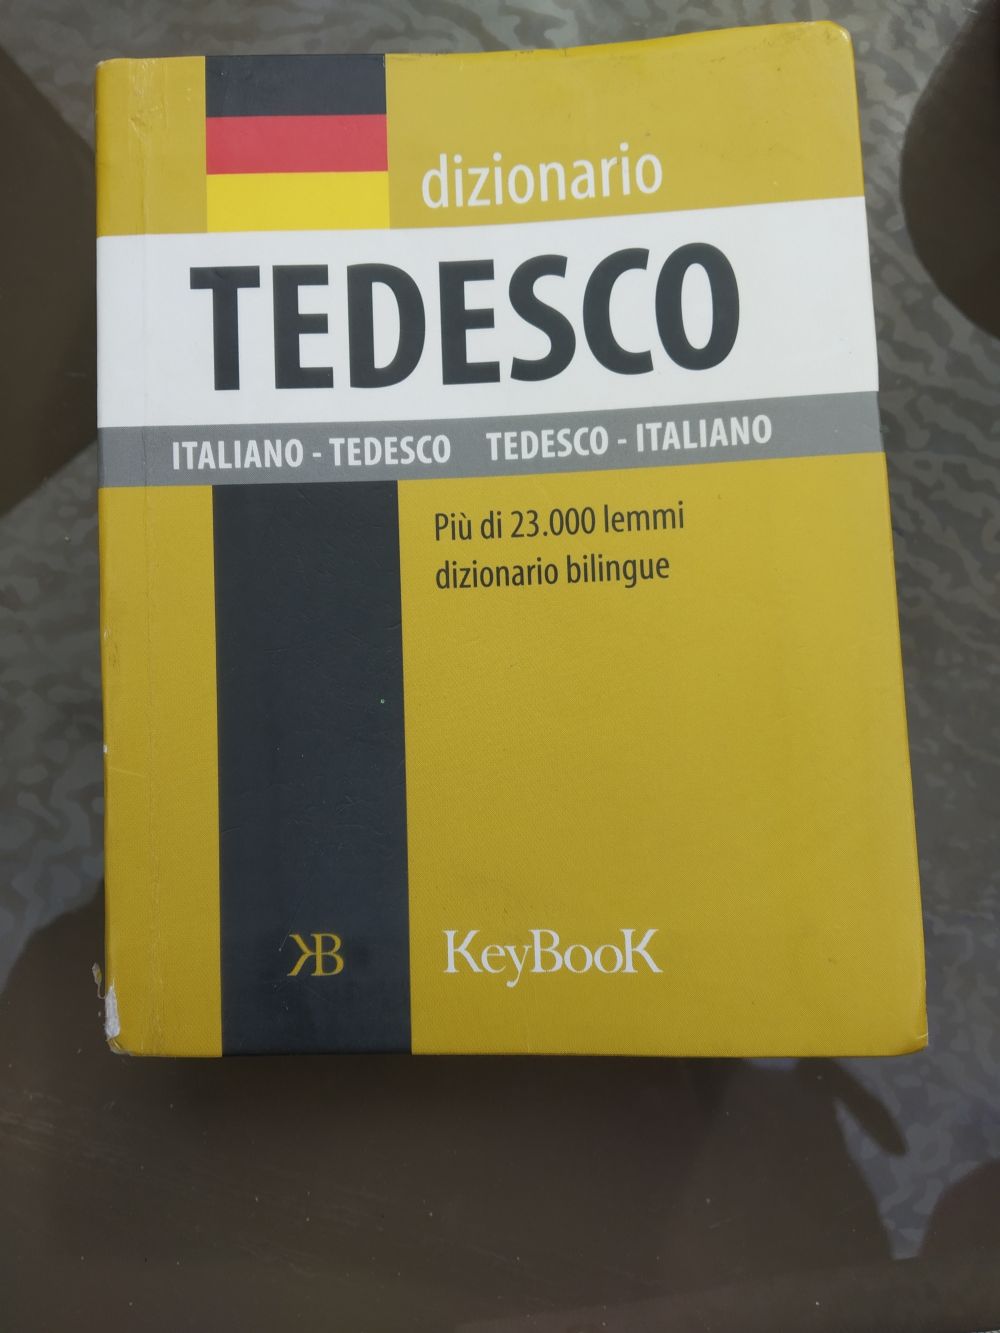 dizionario
TEDESCO
ITALIANO - TEDESCO TEDESCO - ITALIANO
Più di 23.000 lemmi
dizionario bilingue
KB KeyBooK